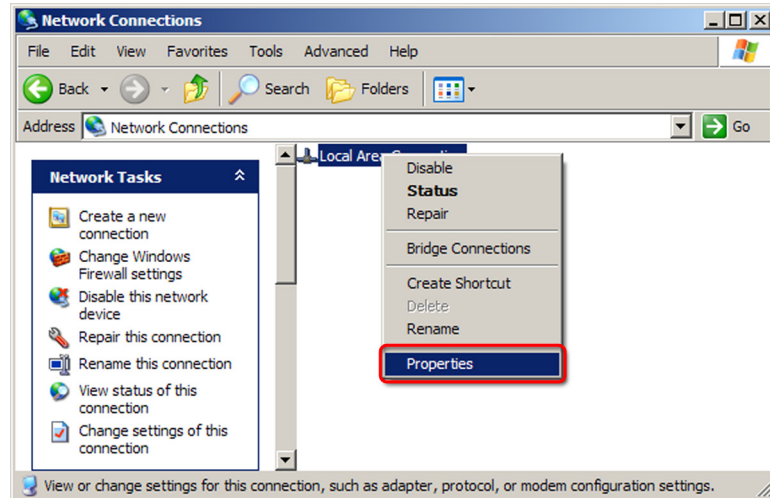 Network Connections
File Edit View Favorites Tools Advanced Help
Back Search Folders
Address Network Connections Go
Network Tasks
Create a new
connection
Change Windows
Firewall settings
Disable this network
device
Repair this connection
Rename this connection
View status of this
connection
Change settings of this
connection
Local Area
Disable
Status
Repair
Bridge Connections
Create Shortcut
Delete
Rename
Properties
View or change settings for this connection, such as adapter, protocol, or modem configuration settings.